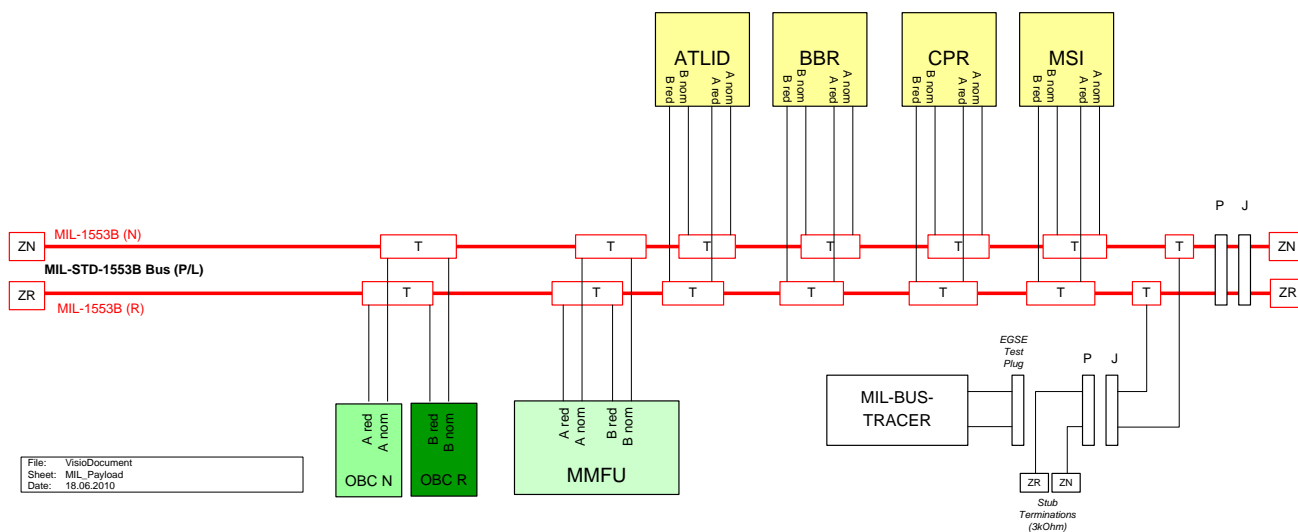 ATLID
BBR
CPR
MSI
B red
B nom
A red
A nom
B red
B nom
A red
A nom
B red
B nom
A red
A nom
B red
B nom
A red
A nom
P
J
MIL-1553B (N)
ZN
T
T
T
T
T
T
T
ZN
MIL-STD-1553B Bus (P/L)
ZR
T
T
T
T
T
T
T
ZR
MIL-1553B (R)
EGSE
Test
Plug
P
J
MIL-BUS-
TRACER
A red
A nom
B red
B nom
A red
A nom
B red
B nom
OBC N
OBC R
MMFU
ZR
ZN
Stub
Terminations
(3kOhm)
File: VisioDocument
Sheet: MIL_Payload
Date: 18.06.2010